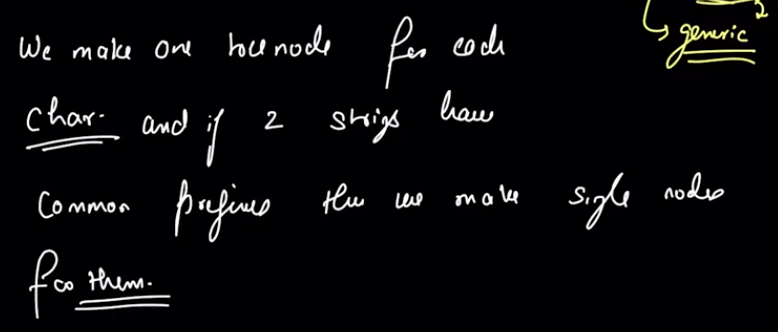 2
generic
We make one treenode for each
char. and if 2 strings have
Common prefixes then we make single nodes
for them.